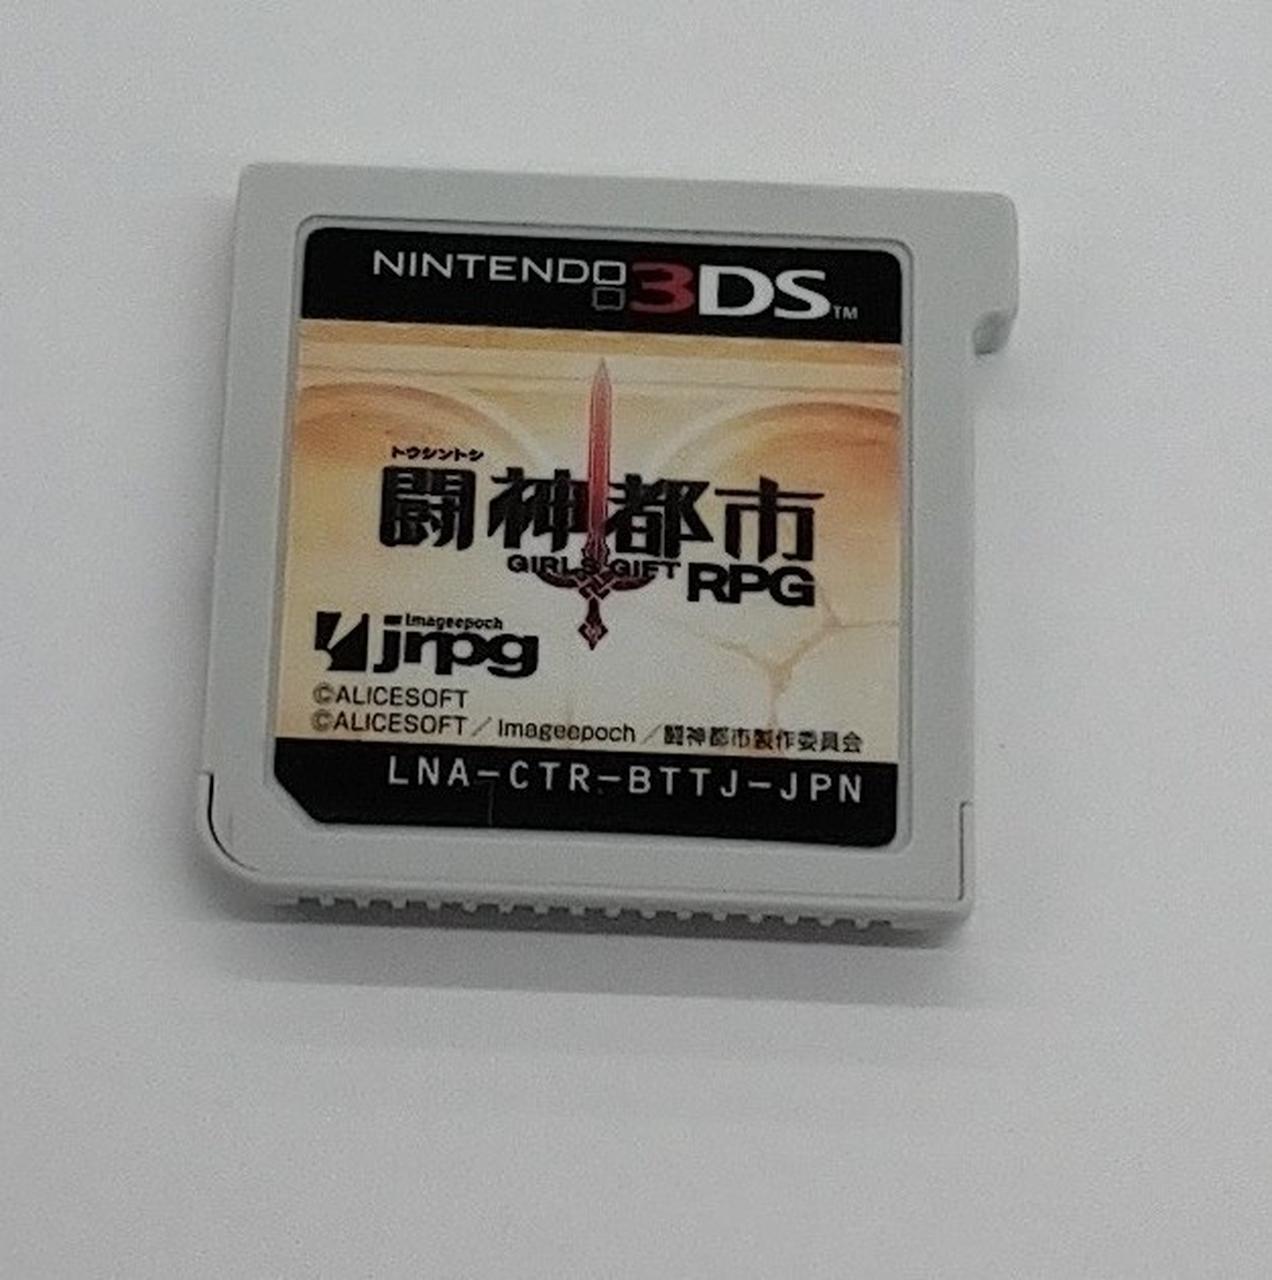 NINTENDO 3DS™
トウシントシ
闘神都市
GIRLS GIFT RPG
imageepoch
jrpg
©ALICESOFT
©ALICESOFT／imageepoch／闘神都市製作委員会
LNA-CTR-BTTJ-JPN